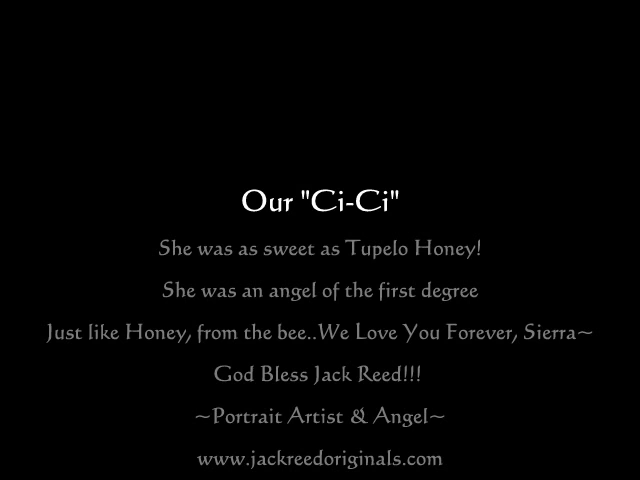 Our "Ci-Ci"
She was as sweet as Tupelo Honey!
She was an angel of the first degree
Just like Honey, from the bee..We Love You Forever, Sierra~
God Bless Jack Reed!!!
~Portrait Artist & Angel~
www.jackreedoriginals.com